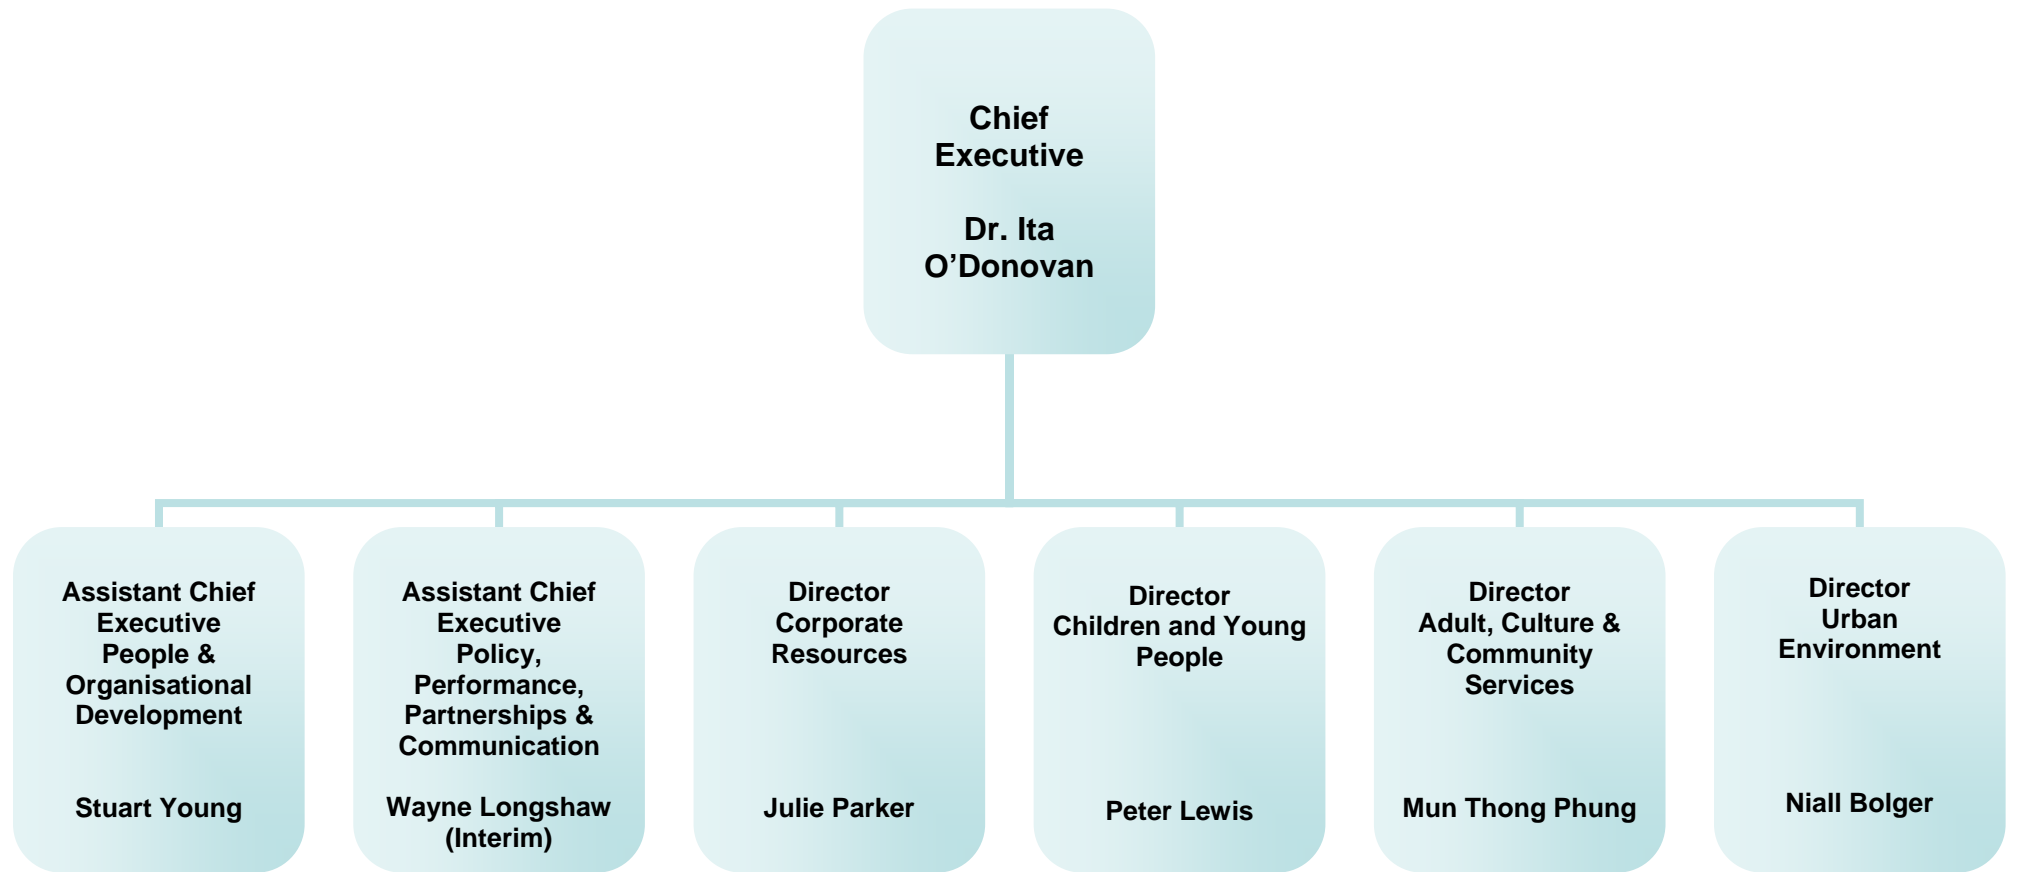 Chief
Executive
Dr. Ita
O’Donovan
Assistant Chief
Executive
People &
Organisational
Development
Stuart Young
Assistant Chief
Executive
Policy,
Performance,
Partnerships &
Communication
Wayne Longshaw
(Interim)
Director
Corporate
Resources
Julie Parker
Director
Children and Young
People
Peter Lewis
Director
Adult, Culture &
Community
Services
Mun Thong Phung
Director
Urban
Environment
Niall Bolger